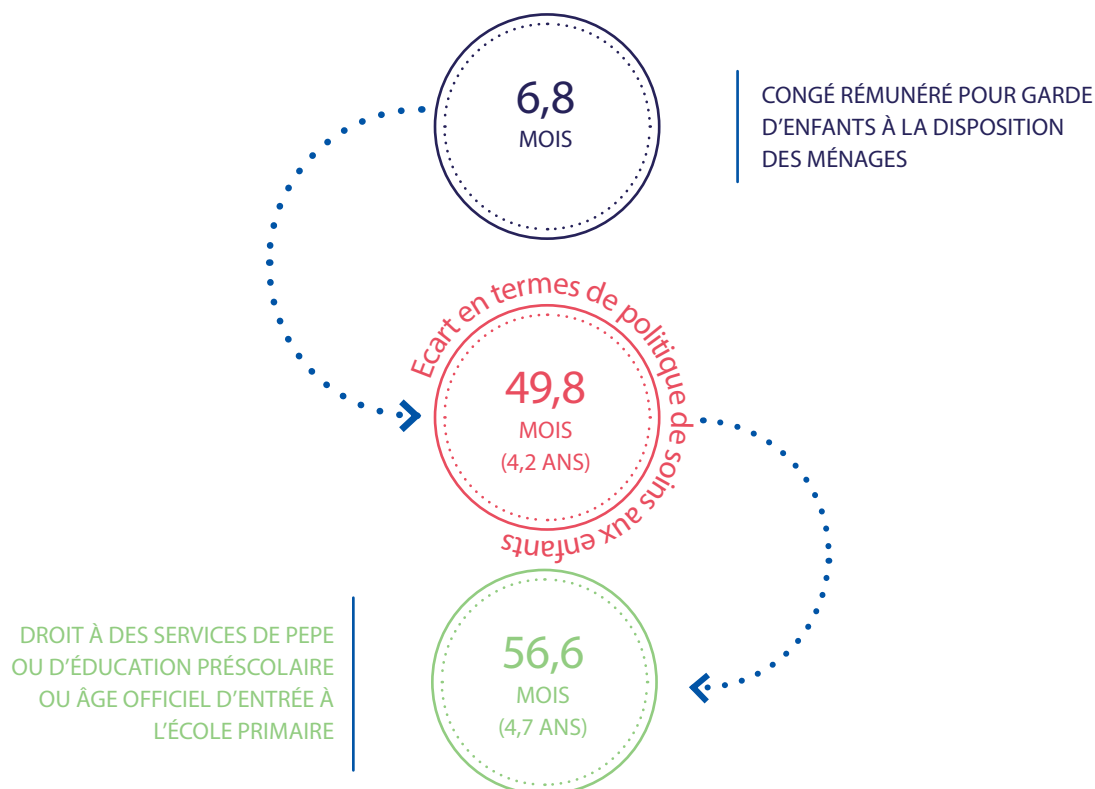 6,8
MOIS
CONGÉ RÉMUNÉRÉ POUR GARDE
D'ENFANTS À LA DISPOSITION
DES MÉNAGES
Ecart en termes de politique de soins aux enfants
49,8
MOIS
(4,2 ANS)
DROIT À DES SERVICES DE PEPE
OU D'ÉDUCATION PRÉSCOLAIRE
OU ÂGE OFFICIEL D'ENTRÉE À
L'ÉCOLE PRIMAIRE
56,6
MOIS
(4,7 ANS)